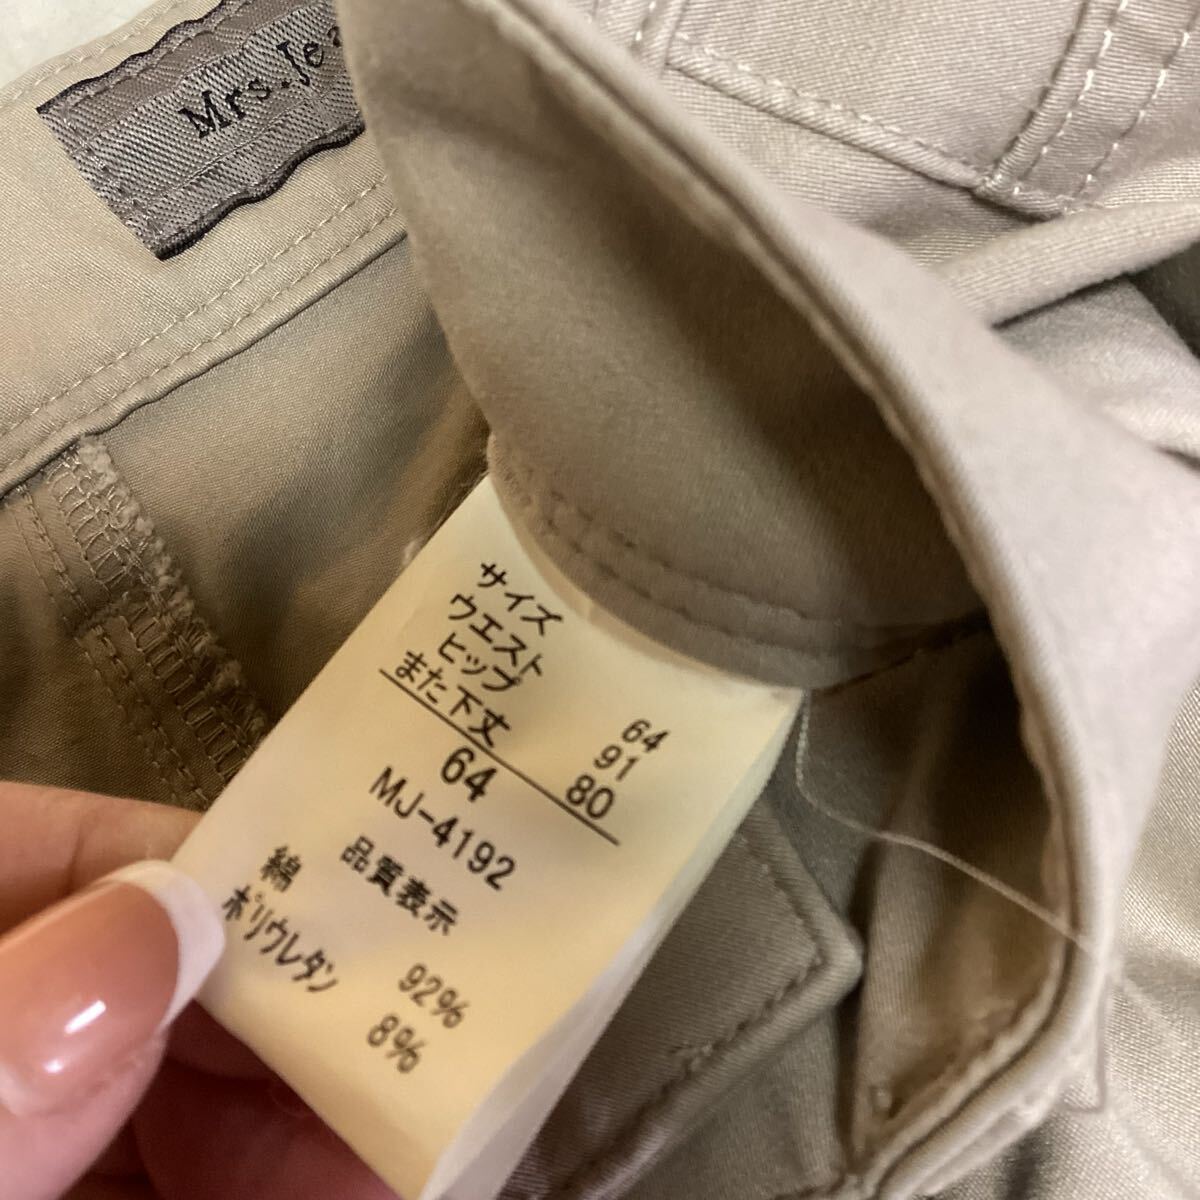 Mrs.Jea
サイズ
ウエスト 64
ヒップ 91
また下丈 80
64
MJ-4192
品質表示
綿 92%
ポリウレタン 8%